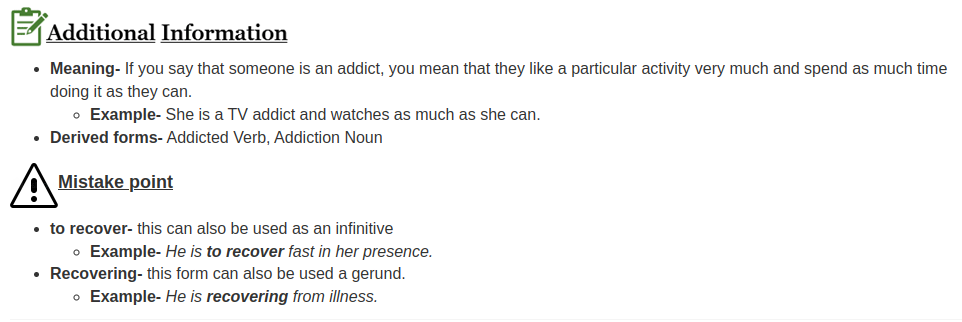 Additional Information
• Meaning- If you say that someone is an addict, you mean that they like a particular activity very much and spend as much time
doing it as they can.
◦ Example- She is a TV addict and watches as much as she can.
• Derived forms- Addicted Verb, Addiction Noun
Mistake point
• to recover- this can also be used as an infinitive
◦ Example- He is to recover fast in her presence.
• Recovering- this form can also be used a gerund.
◦ Example- He is recovering from illness.